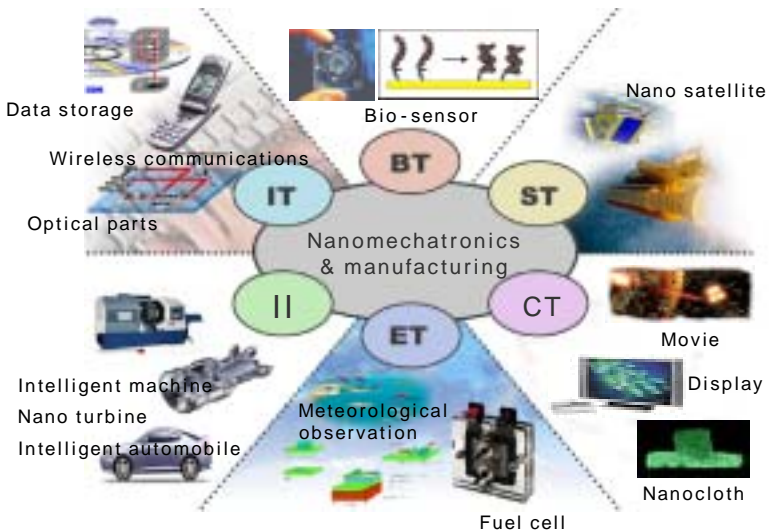 Data storage
Wireless communications
Optical parts
Bio-sensor
Nano satellite
IT
BT
ST
Nanomechatronics
& manufacturing
II
ET
CT
Intelligent machine
Nano turbine
Intelligent automobile
Meteorological
observation
Fuel cell
Movie
Display
Nanocloth